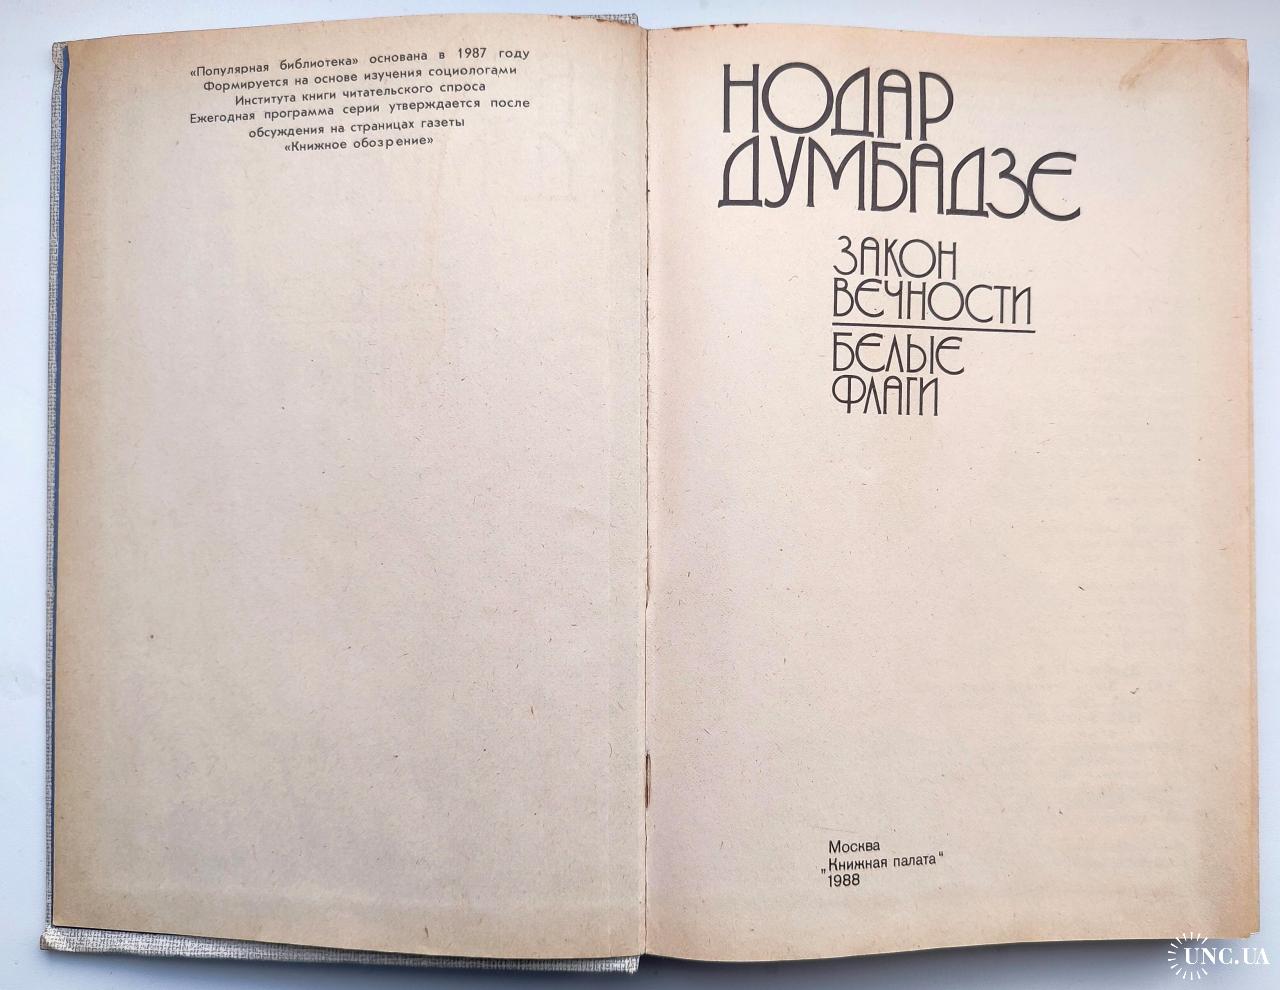 «Популярная библиотека» основана в 1987 году
Формируется на основе изучения социологами
Института книги читательского спроса
Ежегодная программа серии утверждается после
обсуждения на страницах газеты
«Книжное обозрение»
НОДАР
ДУМБАДЗЕ
ЗАКОН
ВЕЧНОСТИ
БЕЛЫЕ
ФЛАГИ
Москва
„Книжная палата“
1988
UNC.UA